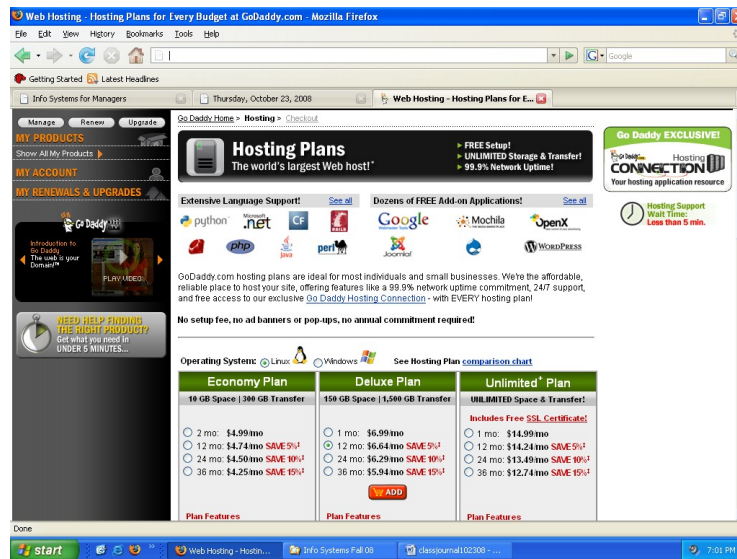 Web Hosting - Hosting Plans for Every Budget at GoDaddy.com - Mozilla Firefox
File Edit View History Bookmarks Tools Help
Google
Getting Started Latest Headlines
Info Systems for Managers Thursday, October 23, 2008 Web Hosting - Hosting Plans for E...
Manage Renew Upgrade
MY PRODUCTS
Show All My Products
MY ACCOUNT
MY RENEWALS & UPGRADES
Go Daddy
Introduction to
Go Daddy
The web is your
Domain!™
PLAY VIDEO
NEED HELP FINDING
THE RIGHT PRODUCT?
Get what you need in
UNDER 5 MINUTES...
Go Daddy Home > Hosting > Checkout
Hosting Plans
The world's largest Web host!*
FREE Setup!
UNLIMITED Storage & Transfer!
99.9% Network Uptime!
Extensive Language Support! See all
python Microsoft .net CF
php Java perl
Dozens of FREE Add-on Applications! See all
Google Mochila OpenX
Joomla! WORDPRESS
GoDaddy.com hosting plans are ideal for most individuals and small businesses. We're the affordable,
reliable place to host your site, offering features like a 99.9% network uptime commitment, 24/7 support,
and free access to our exclusive Go Daddy Hosting Connection - with EVERY hosting plan!
No setup fee, no ad banners or pop-ups, no annual commitment required!
Operating System: Linux Windows See Hosting Plan comparison chart
Economy Plan
10 GB Space | 300 GB Transfer
2 mo: $4.99/mo
12 mo: $4.74/mo SAVE 5%‡
24 mo: $4.50/mo SAVE 10%‡
36 mo: $4.25/mo SAVE 15%‡
Plan Features
Deluxe Plan
150 GB Space | 1,500 GB Transfer
1 mo: $6.99/mo
12 mo: $6.64/mo SAVE 5%‡
24 mo: $6.29/mo SAVE 10%‡
36 mo: $5.94/mo SAVE 15%‡
ADD
Plan Features
Unlimited+ Plan
UNLIMITED Space & Transfer!
Includes Free SSL Certificate!
1 mo: $14.99/mo
12 mo: $14.24/mo SAVE 5%‡
24 mo: $13.49/mo SAVE 10%‡
36 mo: $12.74/mo SAVE 15%‡
Plan Features
Go Daddy EXCLUSIVE!
Go Daddy Hosting
CONNECTION
Your hosting application resource
Hosting Support
Wait Time:
Less than 5 min.
Done
start Web Hosting - Hostin... Info Systems Fall 08 classjournal102308 - ... 7:01 PM